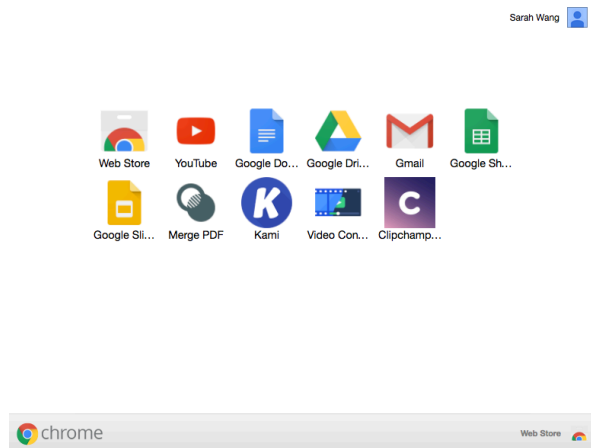 Sarah Wang
Web Store YouTube Google Do... Google Dri... Gmail Google Sh...
K C
Google Sli... Merge PDF Kami Video Con... Clipchamp...
chrome Web Store